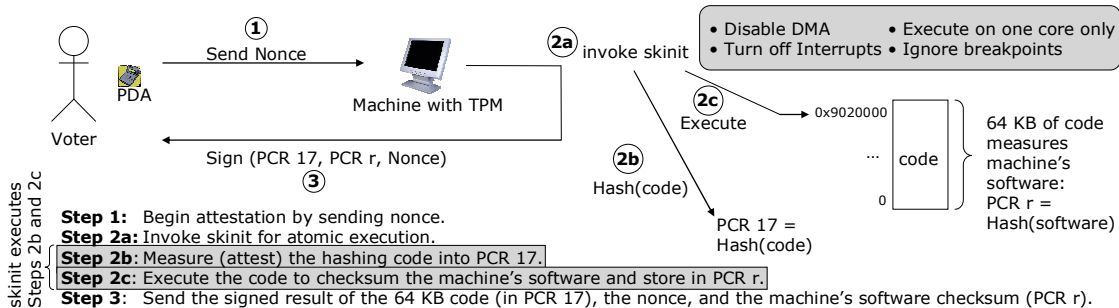 1
Send Nonce
PDA
Voter
Machine with TPM
Sign (PCR 17, PCR r, Nonce)
3
2a
invoke skinit
• Disable DMA
• Execute on one core only
• Turn off Interrupts
• Ignore breakpoints
2c
Execute
2b
Hash(code)
PCR 17 =
Hash(code)
0x9020000
...
0
code
64 KB of code
measures
machine's
software:
PCR r =
Hash(software)
skinit executes
Steps 2b and 2c
Step 1: Begin attestation by sending nonce.
Step 2a: Invoke skinit for atomic execution.
Step 2b: Measure (attest) the hashing code into PCR 17.
Step 2c: Execute the code to checksum the machine's software and store in PCR r.
Step 3: Send the signed result of the 64 KB code (in PCR 17), the nonce, and the machine's software checksum (PCR r).